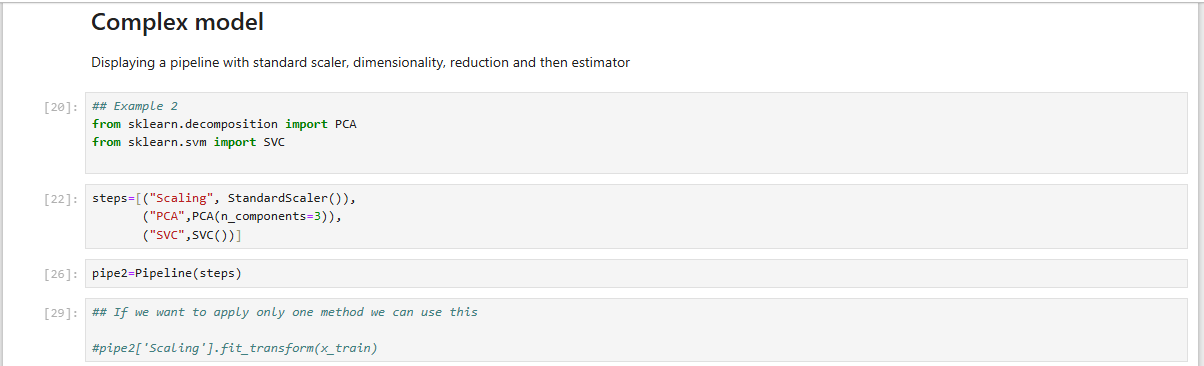 Complex model
Displaying a pipeline with standard scaler, dimensionality, reduction and then estimator
[20]: ## Example 2
from sklearn.decomposition import PCA
from sklearn.svm import SVC
[22]: steps=[("Scaling", StandardScaler()),
("PCA",PCA(n_components=3)),
("SVC",SVC())]
[26]: pipe2=Pipeline(steps)
[29]: ## If we want to apply only one method we can use this
#pipe2['Scaling'].fit_transform(x_train)